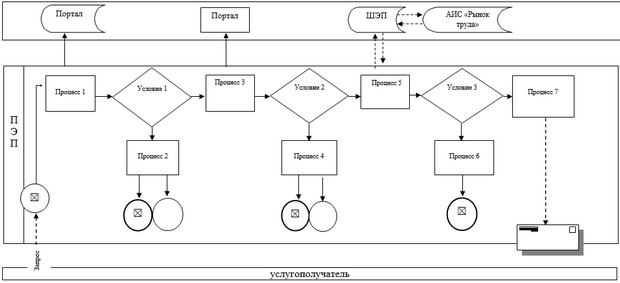 Портал
Портал
ШЭП
АИС «Рынок
труда»
П
Э
П
Процесс 1
Условие 1
Процесс 3
Условие 2
Процесс 5
Условие 3
Процесс 7
Процесс 2
Процесс 4
Процесс 6
Запрос
услугополучатель